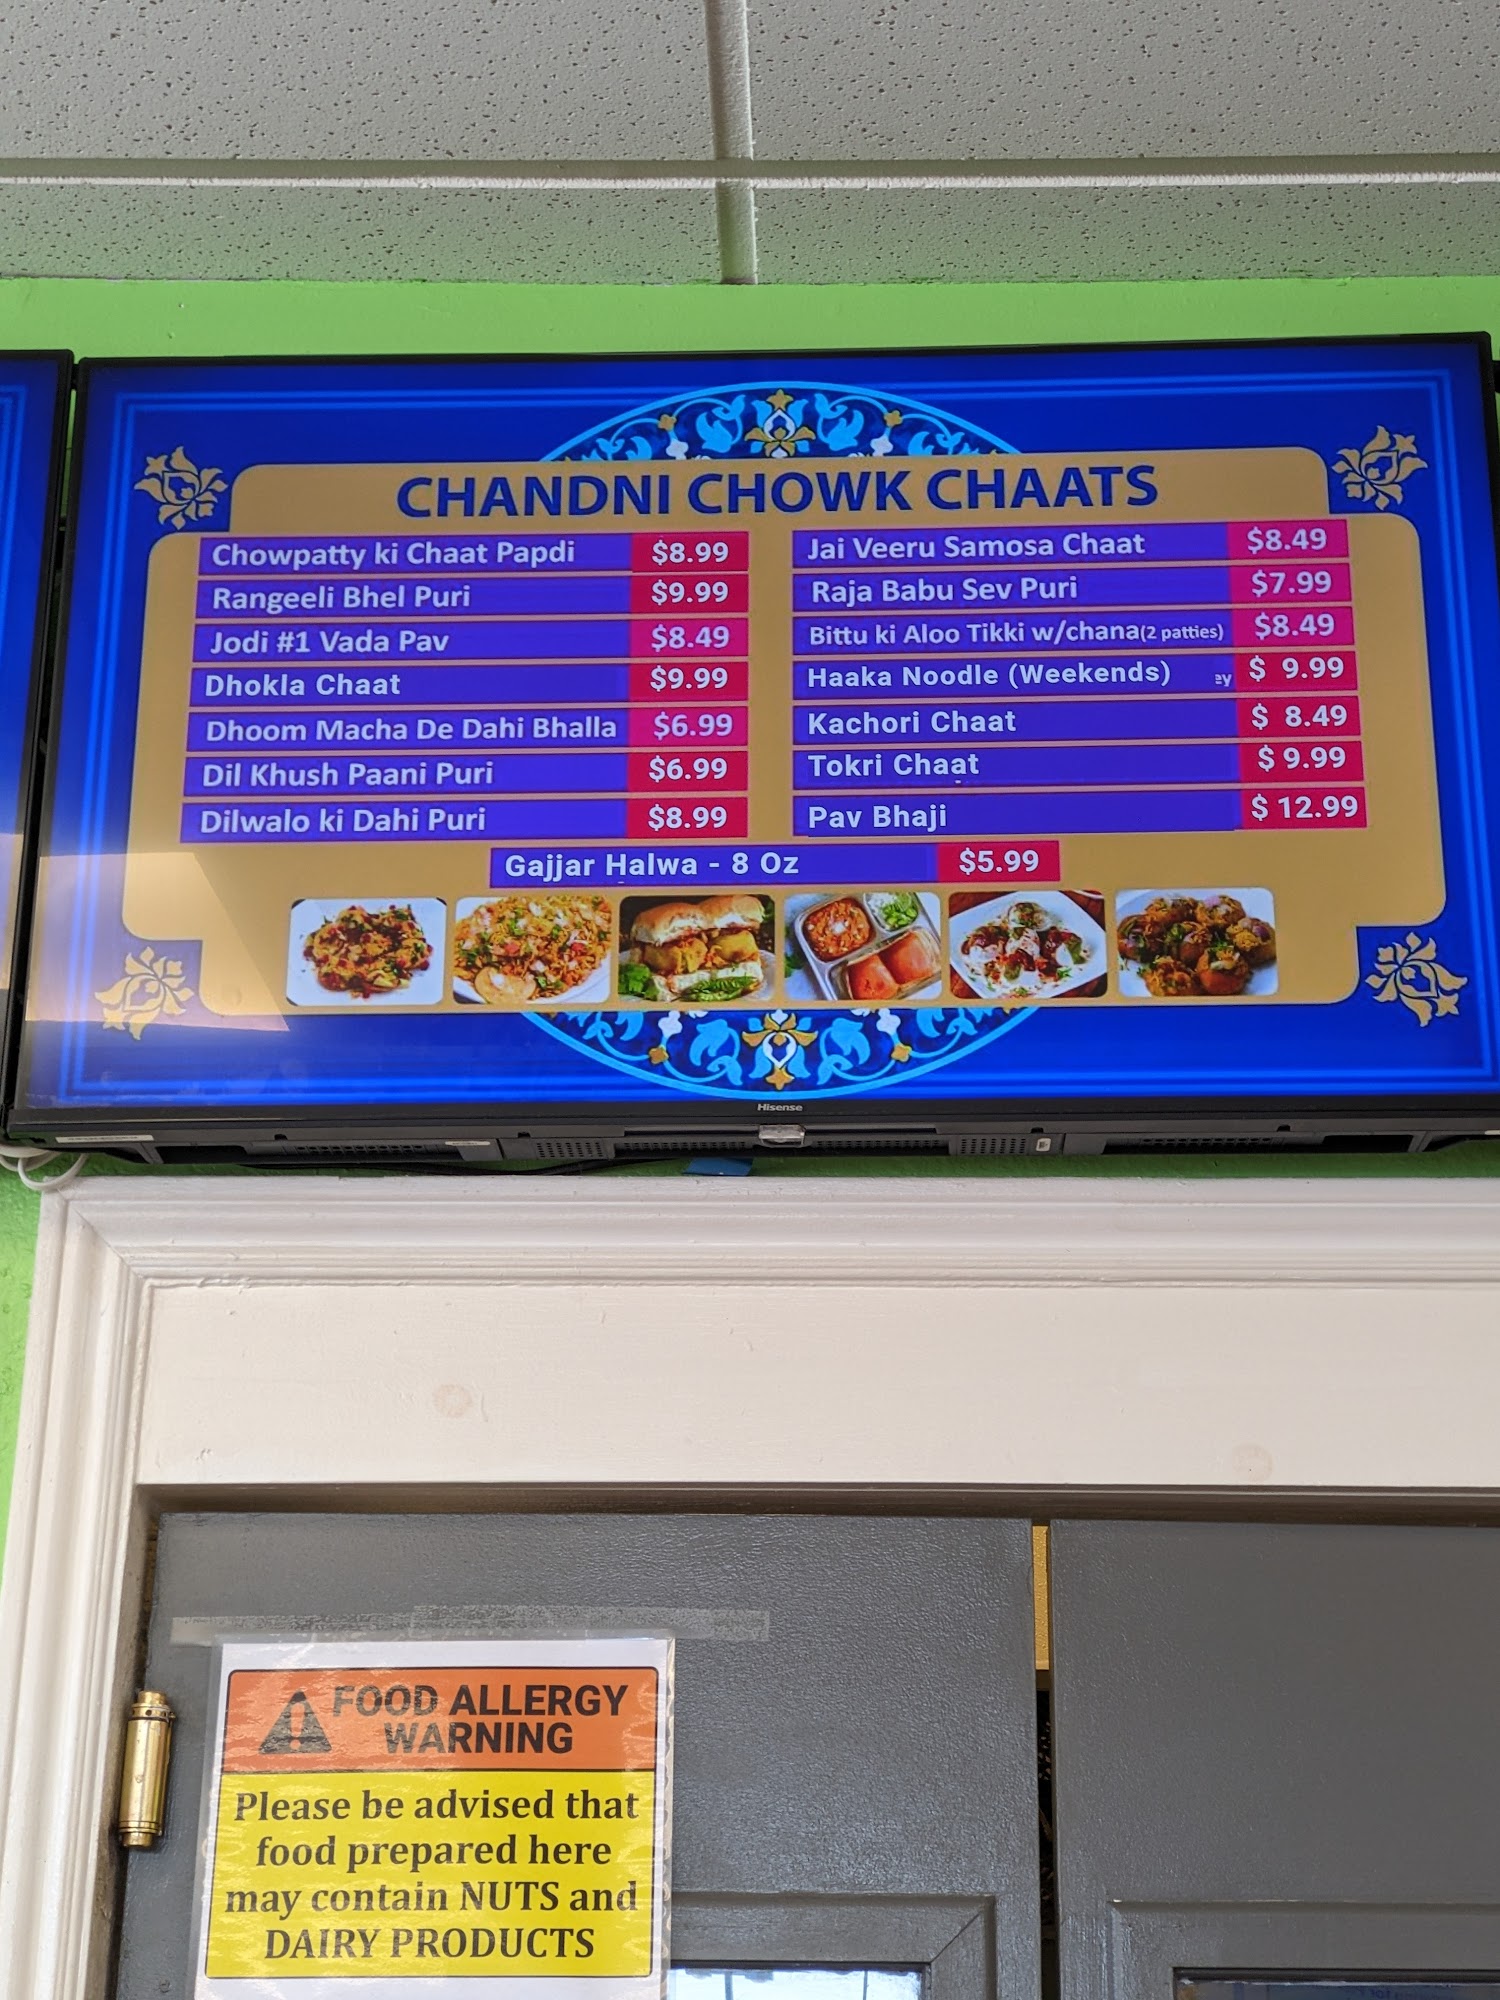 CHANDNI CHOWK CHAATS
Chowpatty ki Chaat Papdi $8.99
Rangeeli Bhel Puri $9.99
Jodi #1 Vada Pav $8.49
Dhokla Chaat $9.99
Dhoom Macha De Dahi Bhalla $6.99
Dil Khush Paani Puri $6.99
Dilwalo ki Dahi Puri $8.99
Jai Veeru Samosa Chaat $8.49
Raja Babu Sev Puri $7.99
Bittu ki Aloo Tikki w/chana(2 patties) $8.49
Haaka Noodle (Weekends) ey $ 9.99
Kachori Chaat $ 8.49
Tokri Chaat $ 9.99
Pav Bhaji $ 12.99
Gajjar Halwa - 8 Oz $5.99
Hisense
FOOD ALLERGY
WARNING
Please be advised that
food prepared here
may contain NUTS and
DAIRY PRODUCTS